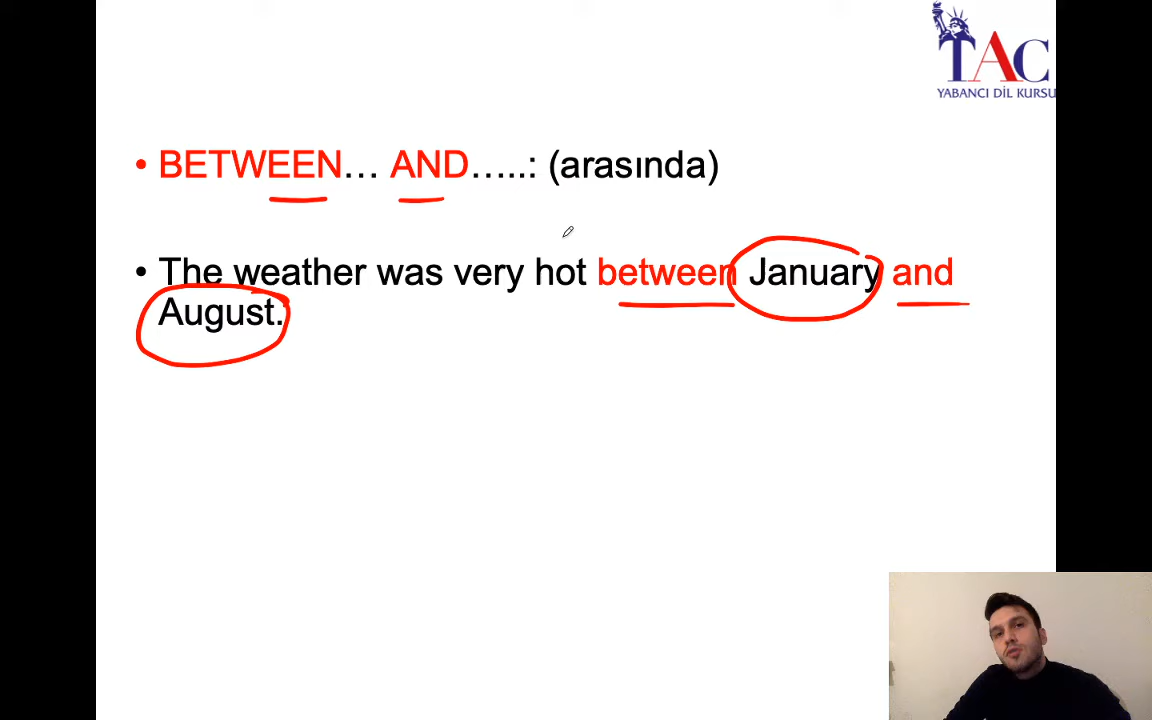 TAC
YABANCI DİL KURSU
• BETWEEN… AND…..: (arasında)
• The weather was very hot between January and
August.